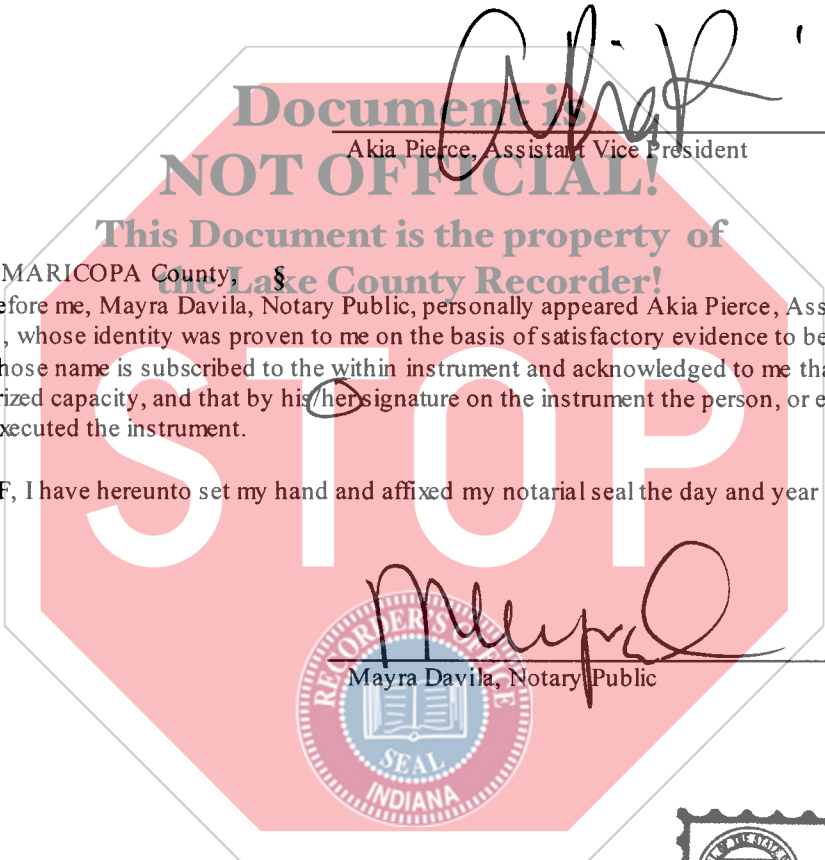 Document is
Akia Pierce, Assistant Vice President
NOT OFFICIAL!
This Document is the property of
the Lake County Recorder!
MARICOPA County, §
efore me, Mayra Davila, Notary Public, personally appeared Akia Pierce, Ass
, whose identity was proven to me on the basis of satisfactory evidence to be
hose name is subscribed to the within instrument and acknowledged to me tha
rized capacity, and that by his/her signature on the instrument the person, or e
xecuted the instrument.
STOP
F, I have hereunto set my hand and affixed my notarial seal the day and year
Mayra Davila, Notary Public
RECORDER'S OFFICE
SEAL
INDIANA
OF THE STATE